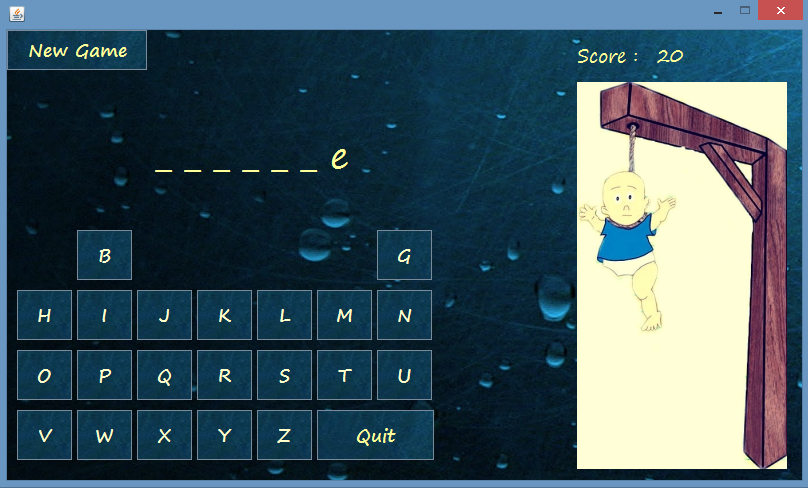 New Game
Score : 20
_ _ _ _ _ _ e
B G
H I J K L M N
O P Q R S T U
V W X Y Z Quit